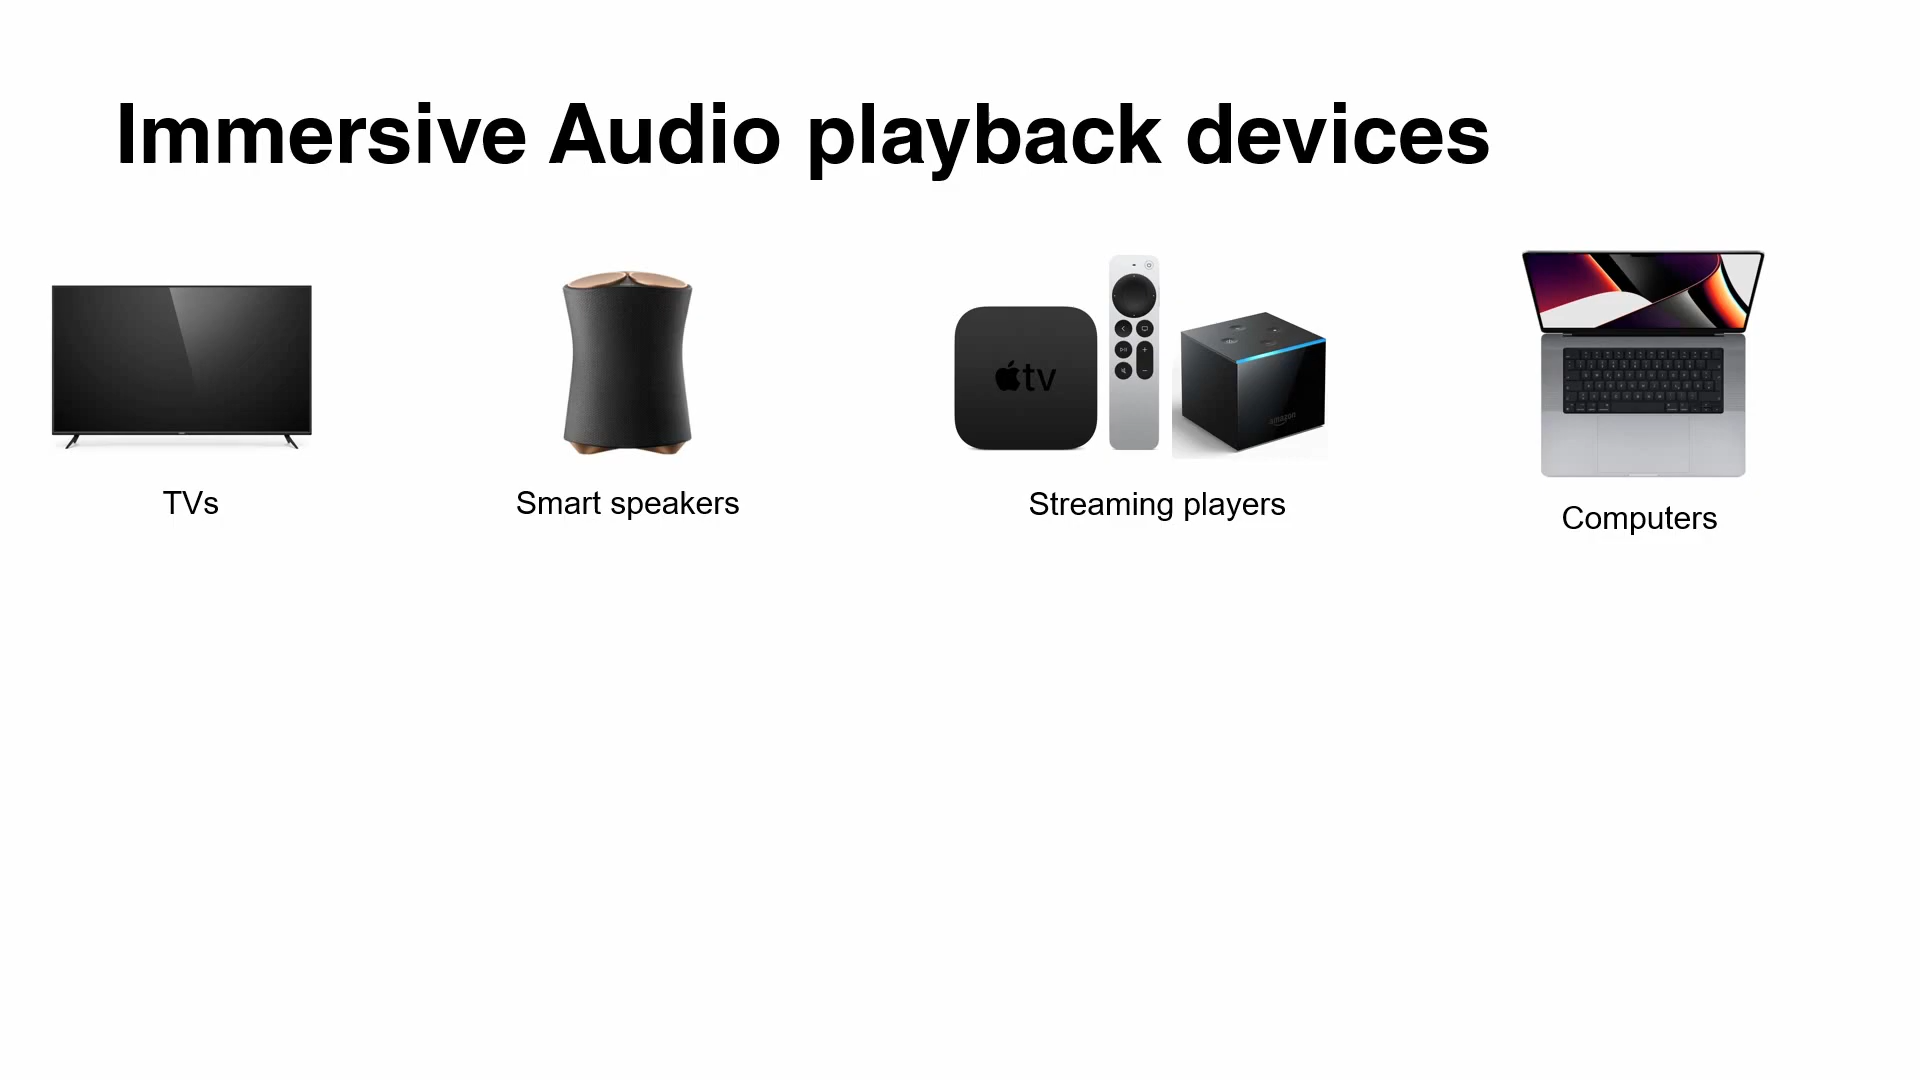 Immersive Audio playback devices
tv
amazon
TVs
Smart speakers
Streaming players
Computers